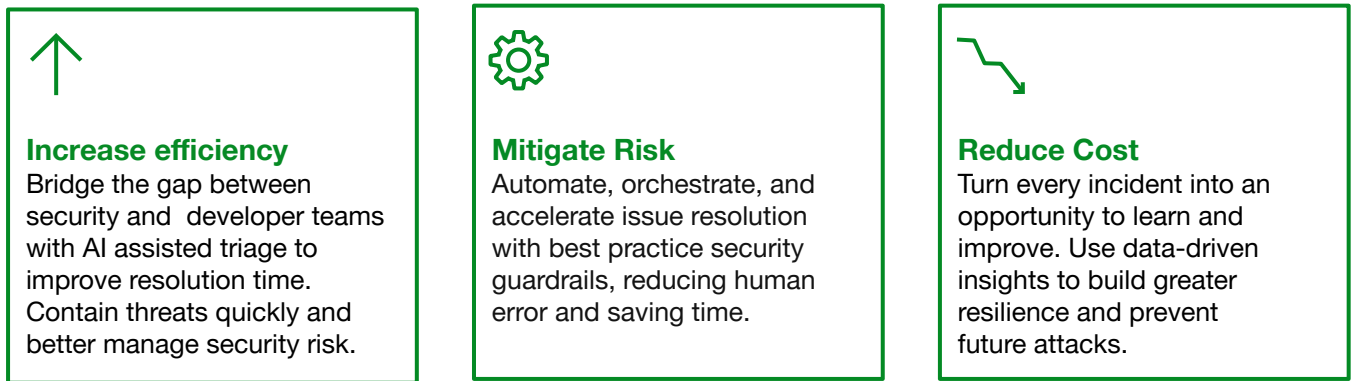 Increase efficiency
Bridge the gap between
security and  developer teams
with AI assisted triage to
improve resolution time.
Contain threats quickly and
better manage security risk.
Mitigate Risk
Automate, orchestrate, and
accelerate issue resolution
with best practice security
guardrails, reducing human
error and saving time.
Reduce Cost
Turn every incident into an
opportunity to learn and
improve. Use data-driven
insights to build greater
resilience and prevent
future attacks.